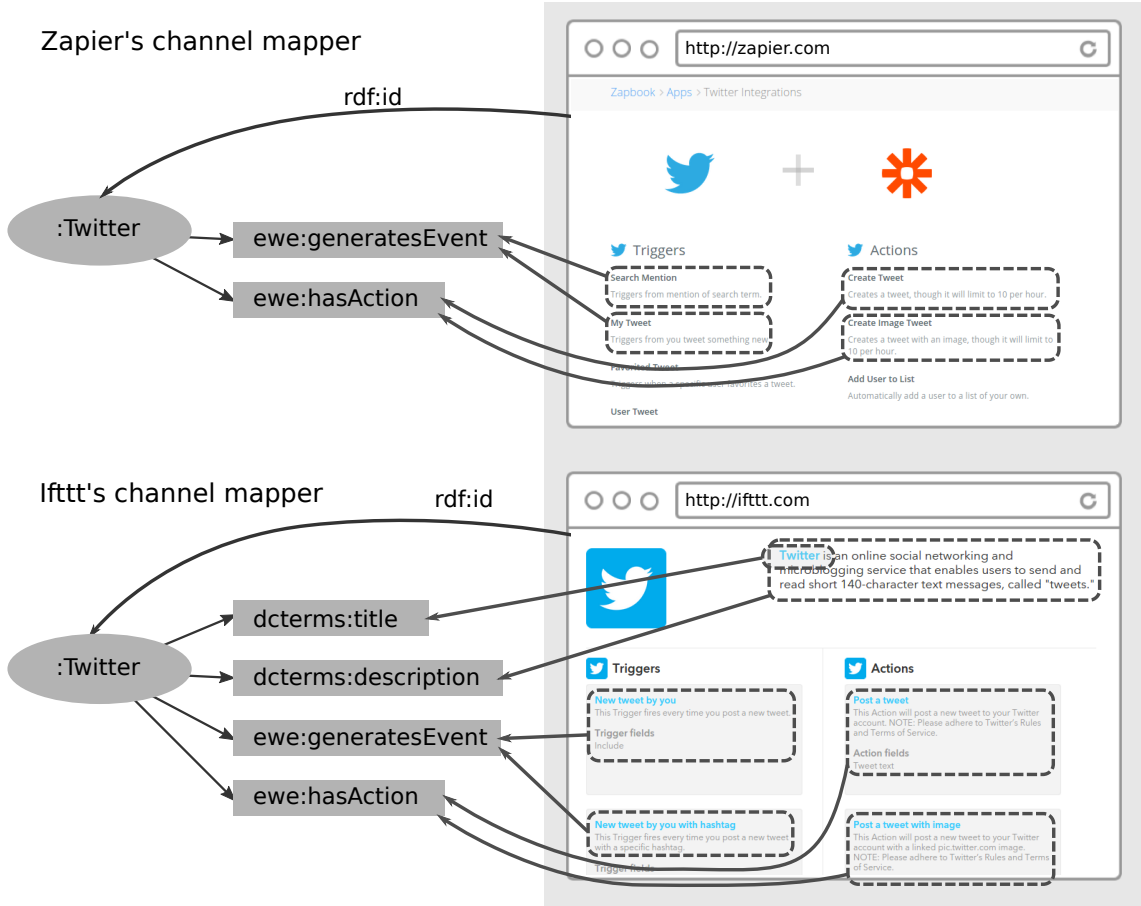 Zapier's channel mapper
rdf:id
:Twitter
ewe:generatesEvent
ewe:hasAction
http://zapier.com
Zapbook > Apps > Twitter Integrations
Triggers
Search Mention
Triggers from mention of search term.
My Tweet
Triggers from you tweet something new
Favorited Tweet
Triggers when a specific user favorites a tweet.
User Tweet
Actions
Create Tweet
Creates a tweet, though it will limit to 10 per hour.
Create Image Tweet
Creates a tweet with an image, though it will limit to
10 per hour.
Add User to List
Automatically add a user to a list of your own.
Ifttt's channel mapper
rdf:id
:Twitter
dcterms:title
dcterms:description
ewe:generatesEvent
ewe:hasAction
http://ifttt.com
Twitter is an online social networking and
microblogging service that enables users to send and
read short 140-character text messages, called "tweets."
Triggers
New tweet by you
This Trigger fires every time you post a new tweet
Trigger fields
Include
New tweet by you with hashtag
This Trigger fires every time you post a new tweet
with a specific hashtag.
Trigger fields
Actions
Post a tweet
This Action will post a new tweet to your Twitter
account. NOTE: Please adhere to Twitter's Rules
and Terms of Service.
Action fields
Tweet text
Post a tweet with image
This Action will post a new tweet to your Twitter
account with a linked pic.twitter.com image.
NOTE: Please adhere to Twitter's Rules and Terms
of Service.